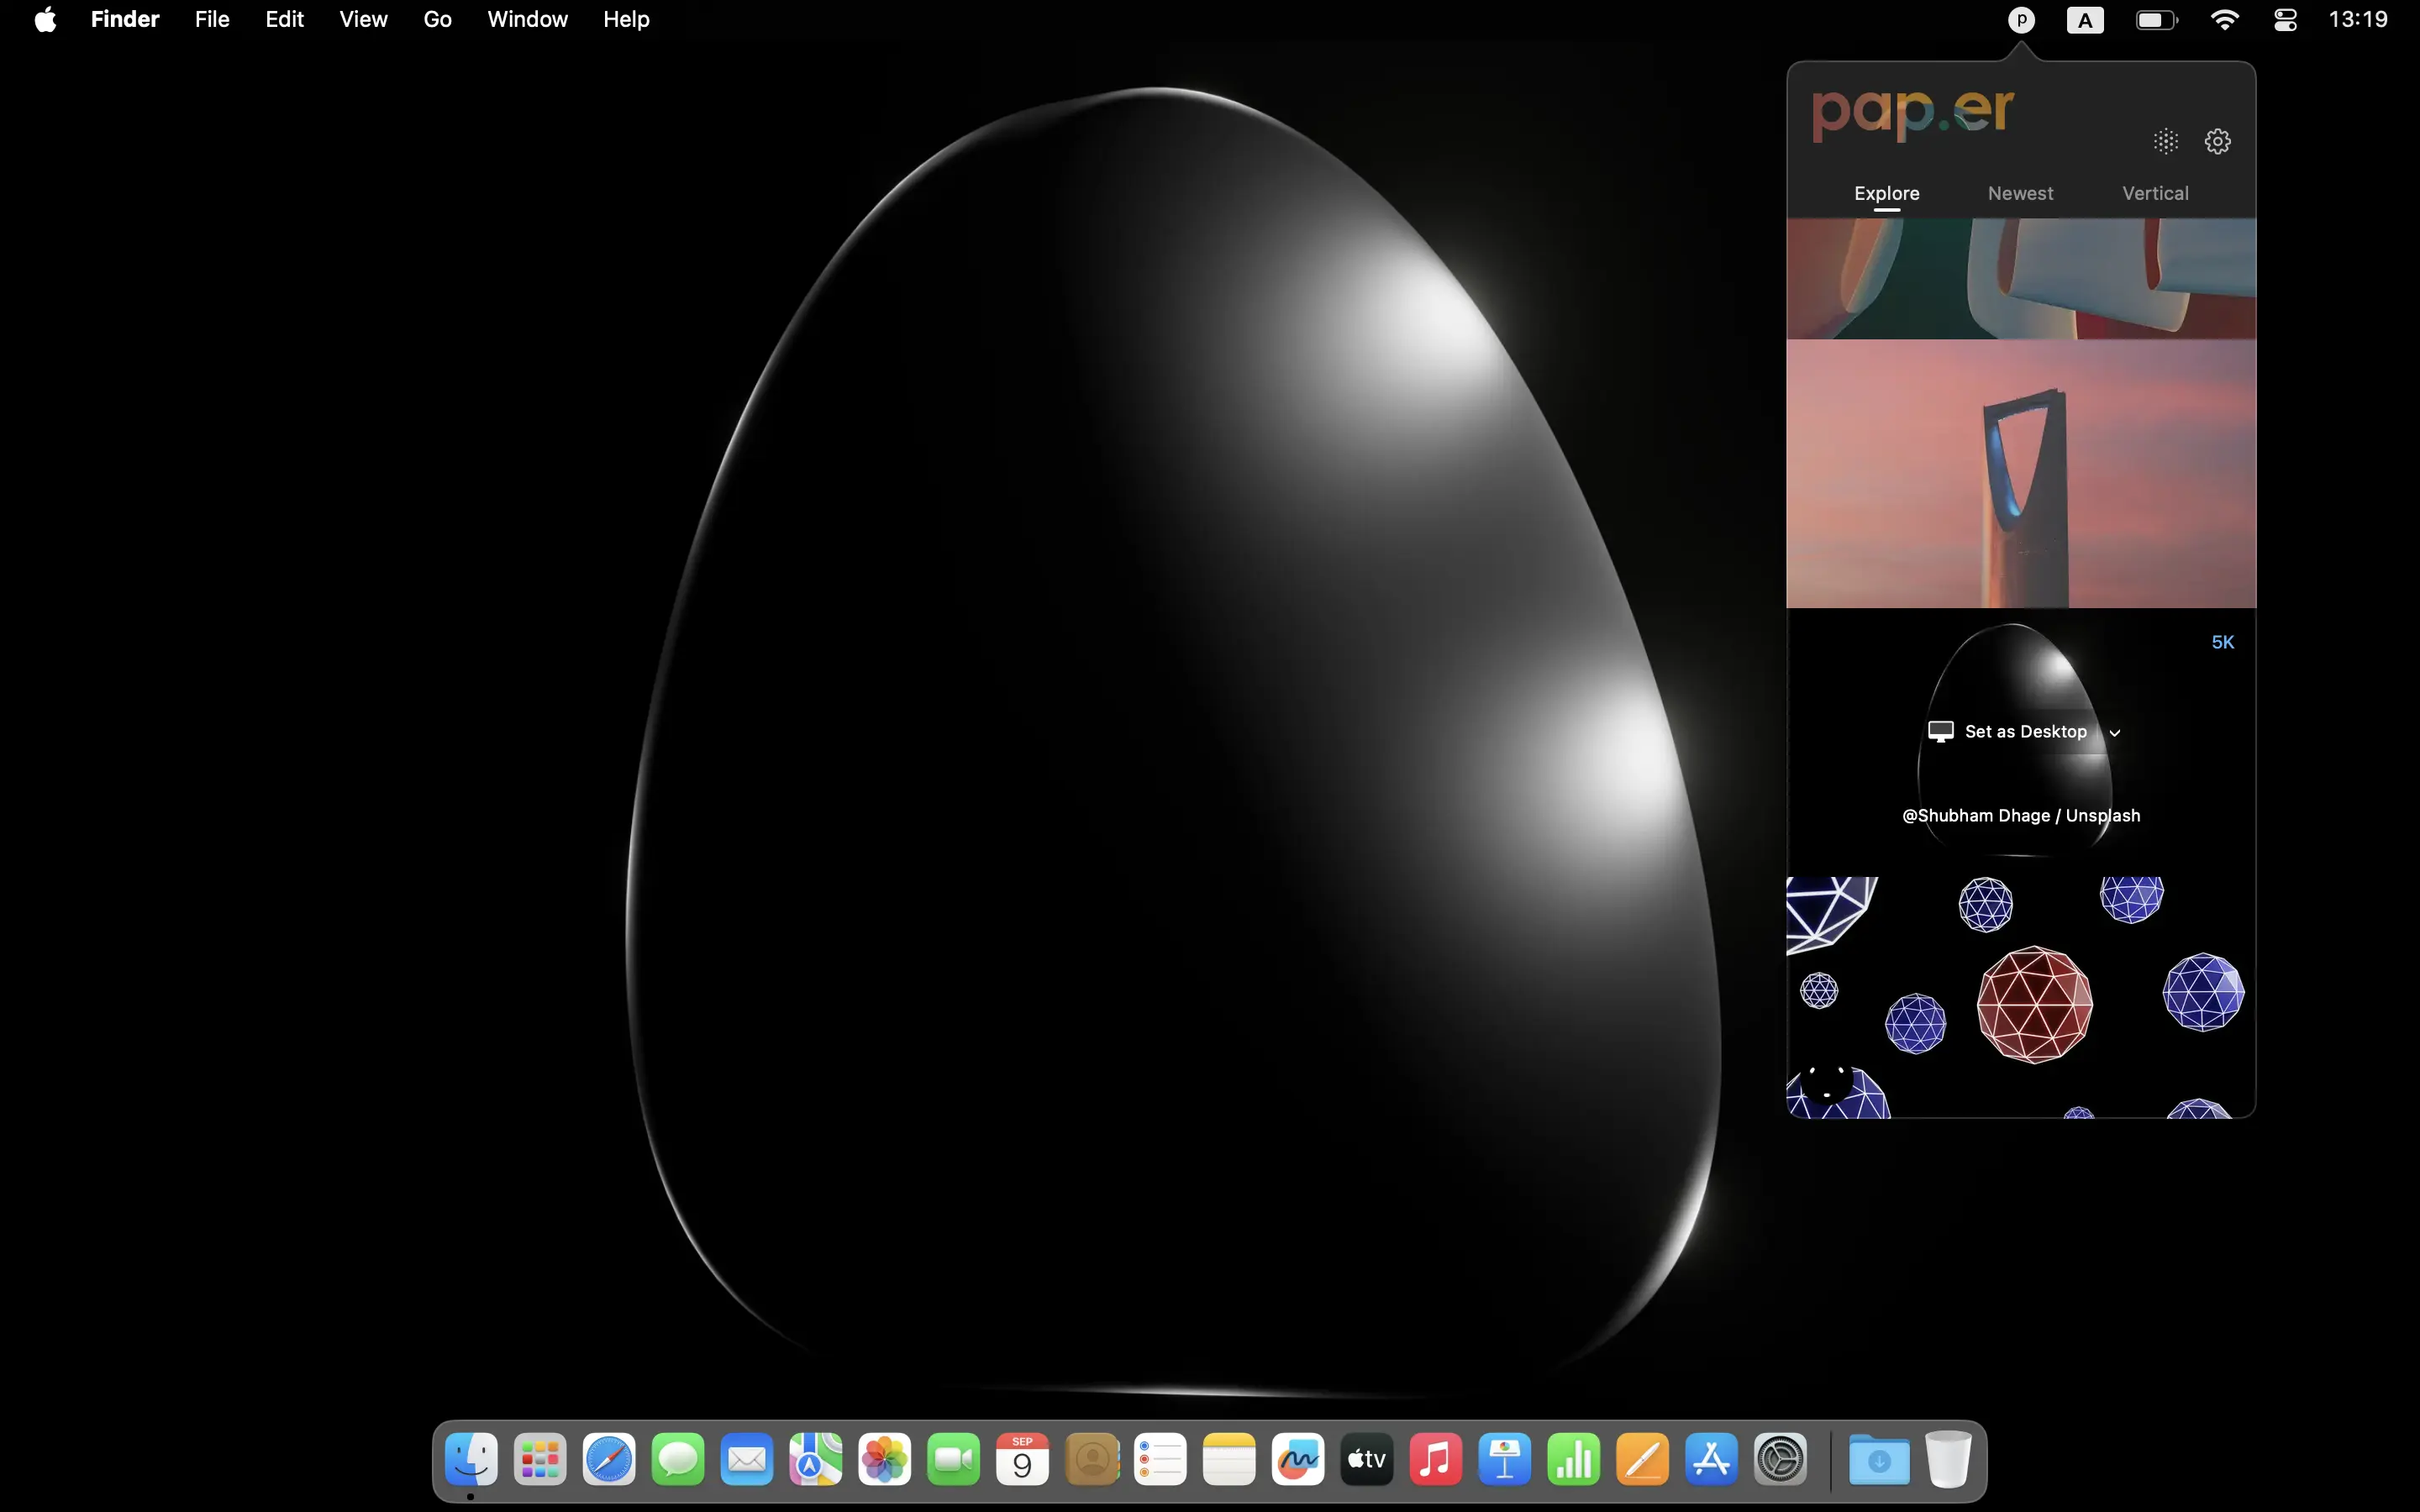 Finder File Edit View Go Window Help
p A 13:19
pap.er
Explore Newest Vertical
5K
Set as Desktop
@Shubham Dhage / Unsplash
SEP
9
tv